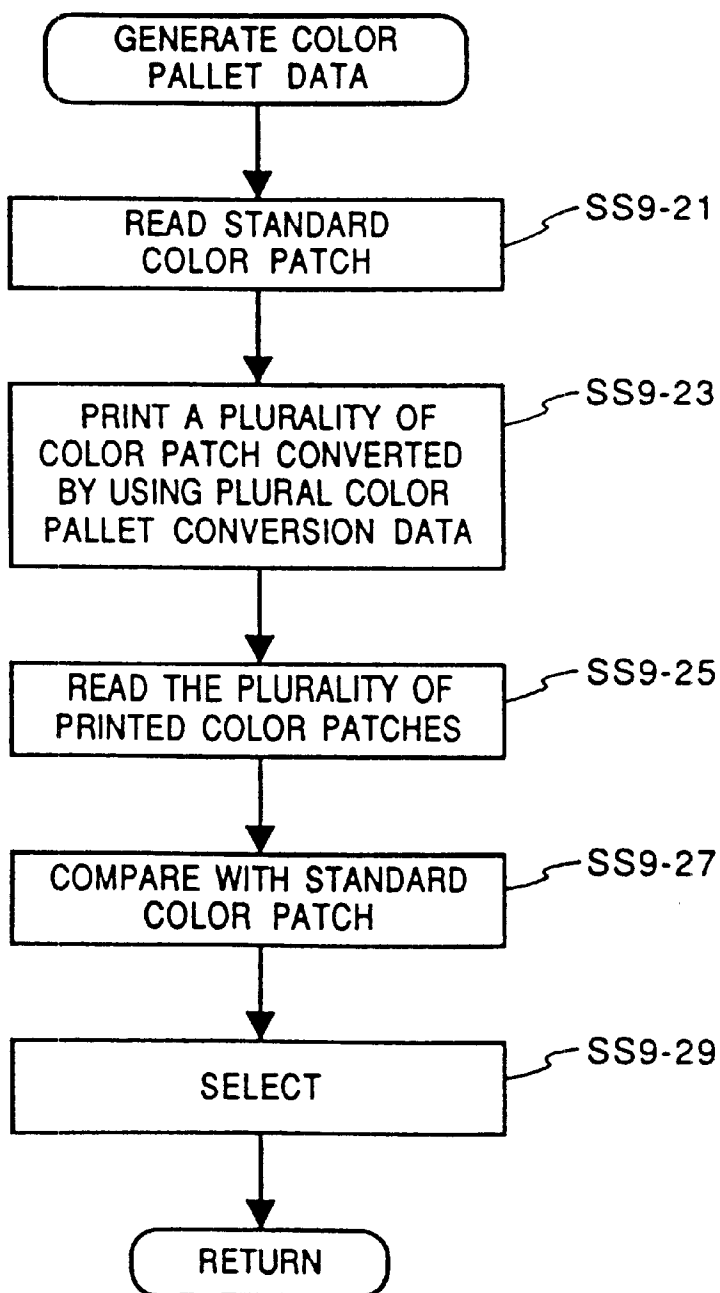 GENERATE COLOR
PALLET DATA
READ STANDARD
COLOR PATCH
SS9-21
PRINT A PLURALITY OF
COLOR PATCH CONVERTED
BY USING PLURAL COLOR
PALLET CONVERSION DATA
SS9-23
READ THE PLURALITY OF
PRINTED COLOR PATCHES
SS9-25
COMPARE WITH STANDARD
COLOR PATCH
SS9-27
SELECT
SS9-29
RETURN